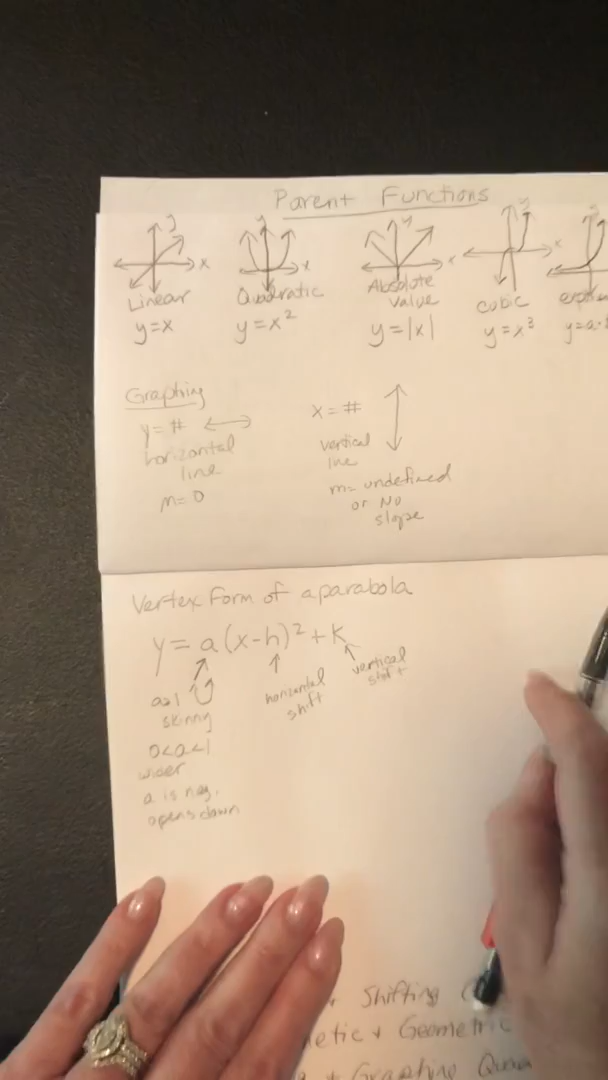 Parent Functions
y y y y
x x x x
Linear Quadratic Absolute Value cubic
y=x y=x² y=|x| y=x³ y=a·
Graphing
y=# x=#
horizontal line vertical line
m=0 m=undefined
or No
slope
Vertex Form of a parabola
y=a(x-h)²+k
a>1 horizontal shift vertical shift
skinny
0<a<1
wider
a is neg.
opens down
Shifting
etic + Geometric
+ Graphing